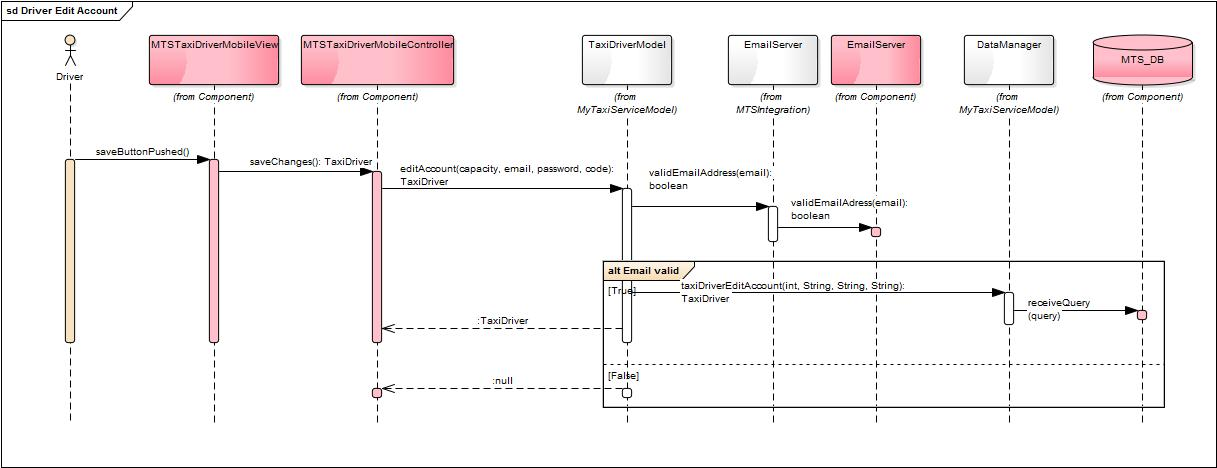 sd Driver Edit Account
Driver
MTSTaxiDriverMobileView
(from Component)
MTSTaxiDriverMobileController
(from Component)
TaxiDriverModel
(from
MyTaxiServiceModel)
EmailServer
(from
MTSIntegration)
EmailServer
(from Component)
DataManager
(from
MyTaxiServiceModel)
MTS_DB
(from Component)
saveButtonPushed()
saveChanges(): TaxiDriver
editAccount(capacity, email, password, code):
TaxiDriver
validEmailAddress(email):
boolean
validEmailAdress(email):
boolean
alt Email valid
[True]
taxiDriverEditAccount(int, String, String, String):
TaxiDriver
receiveQuery
(query)
:TaxiDriver
[False]
:null